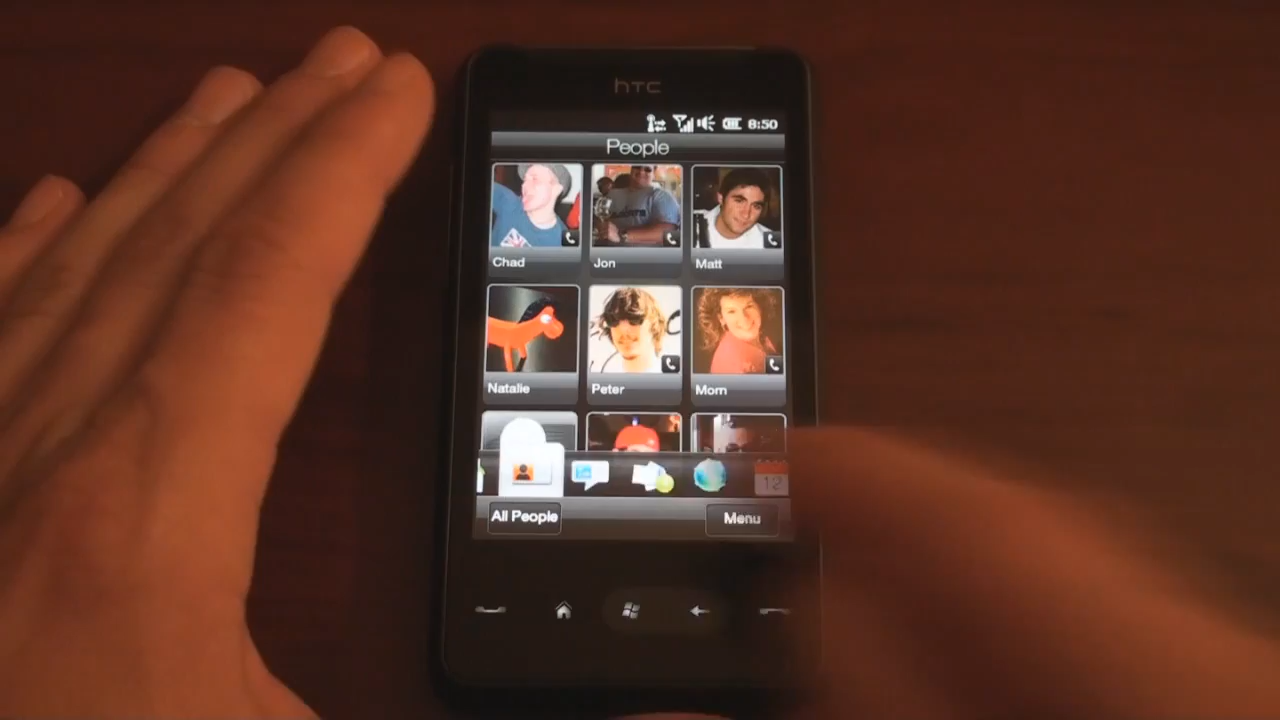 hTC
8:50
People
Chad
Jon
Matt
Natalie
Peter
Mom
12
All People
Menu